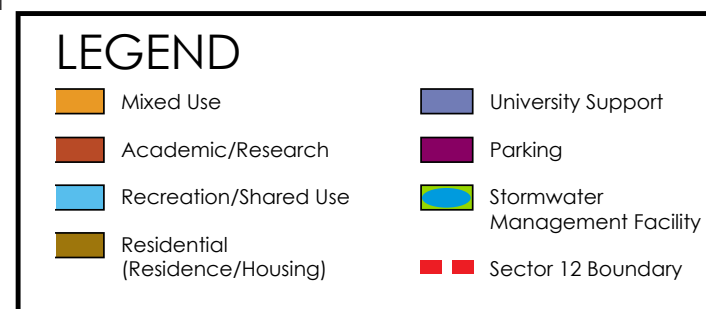 LEGEND
Mixed Use
Academic/Research
Recreation/Shared Use
Residential
(Residence/Housing)
University Support
Parking
Stormwater
Management Facility
Sector 12 Boundary